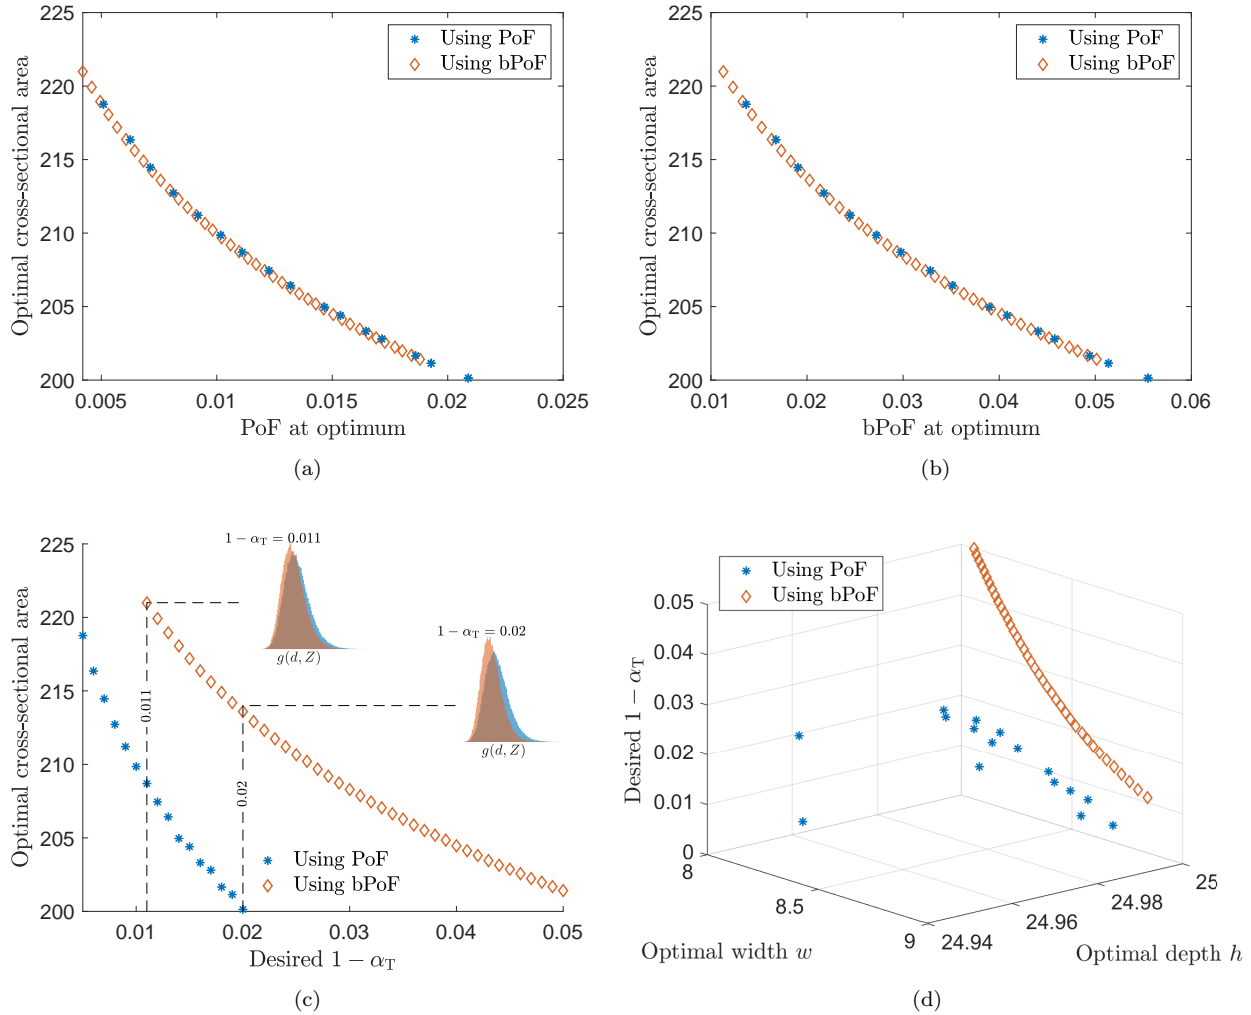 225
220
215
210
205
200
Optimal cross-sectional area
Using PoF
Using bPoF
0.005
0.01
0.015
0.02
0.025
PoF at optimum
(a)
225
220
215
210
205
200
Optimal cross-sectional area
Using PoF
Using bPoF
0.01
0.02
0.03
0.04
0.05
0.06
bPoF at optimum
(b)
225
220
215
210
205
200
Optimal cross-sectional area
1 − α_T = 0.011
g(d, Z)
1 − α_T = 0.02
g(d, Z)
0.011
0.02
Using PoF
Using bPoF
0.01
0.02
0.03
0.04
0.05
Desired 1 − α_T
(c)
Using PoF
Using bPoF
0.05
0.04
0.03
0.02
0.01
0
Desired 1 − α_T
8
8.5
9
Optimal width w
24.94
24.96
24.98
25
Optimal depth h
(d)